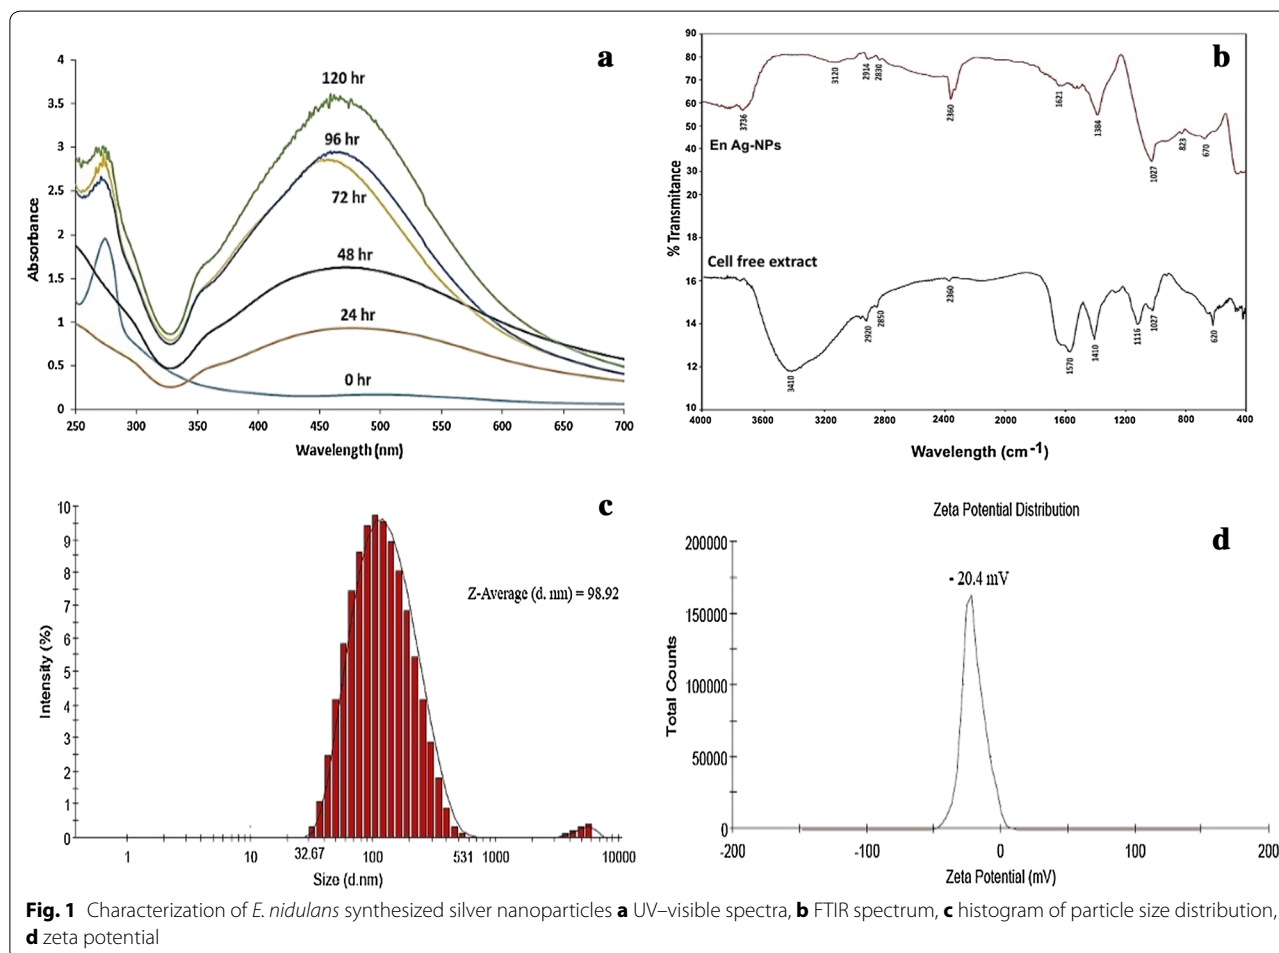 a
4
3.5
3
2.5
2
1.5
1
0.5
0
120 hr
96 hr
72 hr
48 hr
24 hr
0 hr
Absorbance
250 300 350 400 450 500 550 600 650 700
Wavelength (nm)
b
90
80
70
60
50
40
30
20
18
16
14
12
10
% Transmitance
3736
3120
2914
2830
2360
1621
1384
1027
823
670
En Ag-NPs
Cell free extract
3410
2920
2850
2360
1570
1410
1116
1027
620
4000 3600 3200 2800 2400 2000 1600 1200 800 400
Wavelength (cm-1)
c
10
9
8
7
6
5
4
3
2
1
0
Intensity (%)
Z-Average (d. nm) = 98.92
1 10 32.67 100 531 1000 10000
Size (d.nm)
Zeta Potential Distribution
d
200000
150000
100000
50000
0
Total Counts
- 20.4 mV
-200 -100 0 100 200
Zeta Potential (mV)
Fig. 1 Characterization of E. nidulans synthesized silver nanoparticles a UV–visible spectra, b FTIR spectrum, c histogram of particle size distribution,
d zeta potential